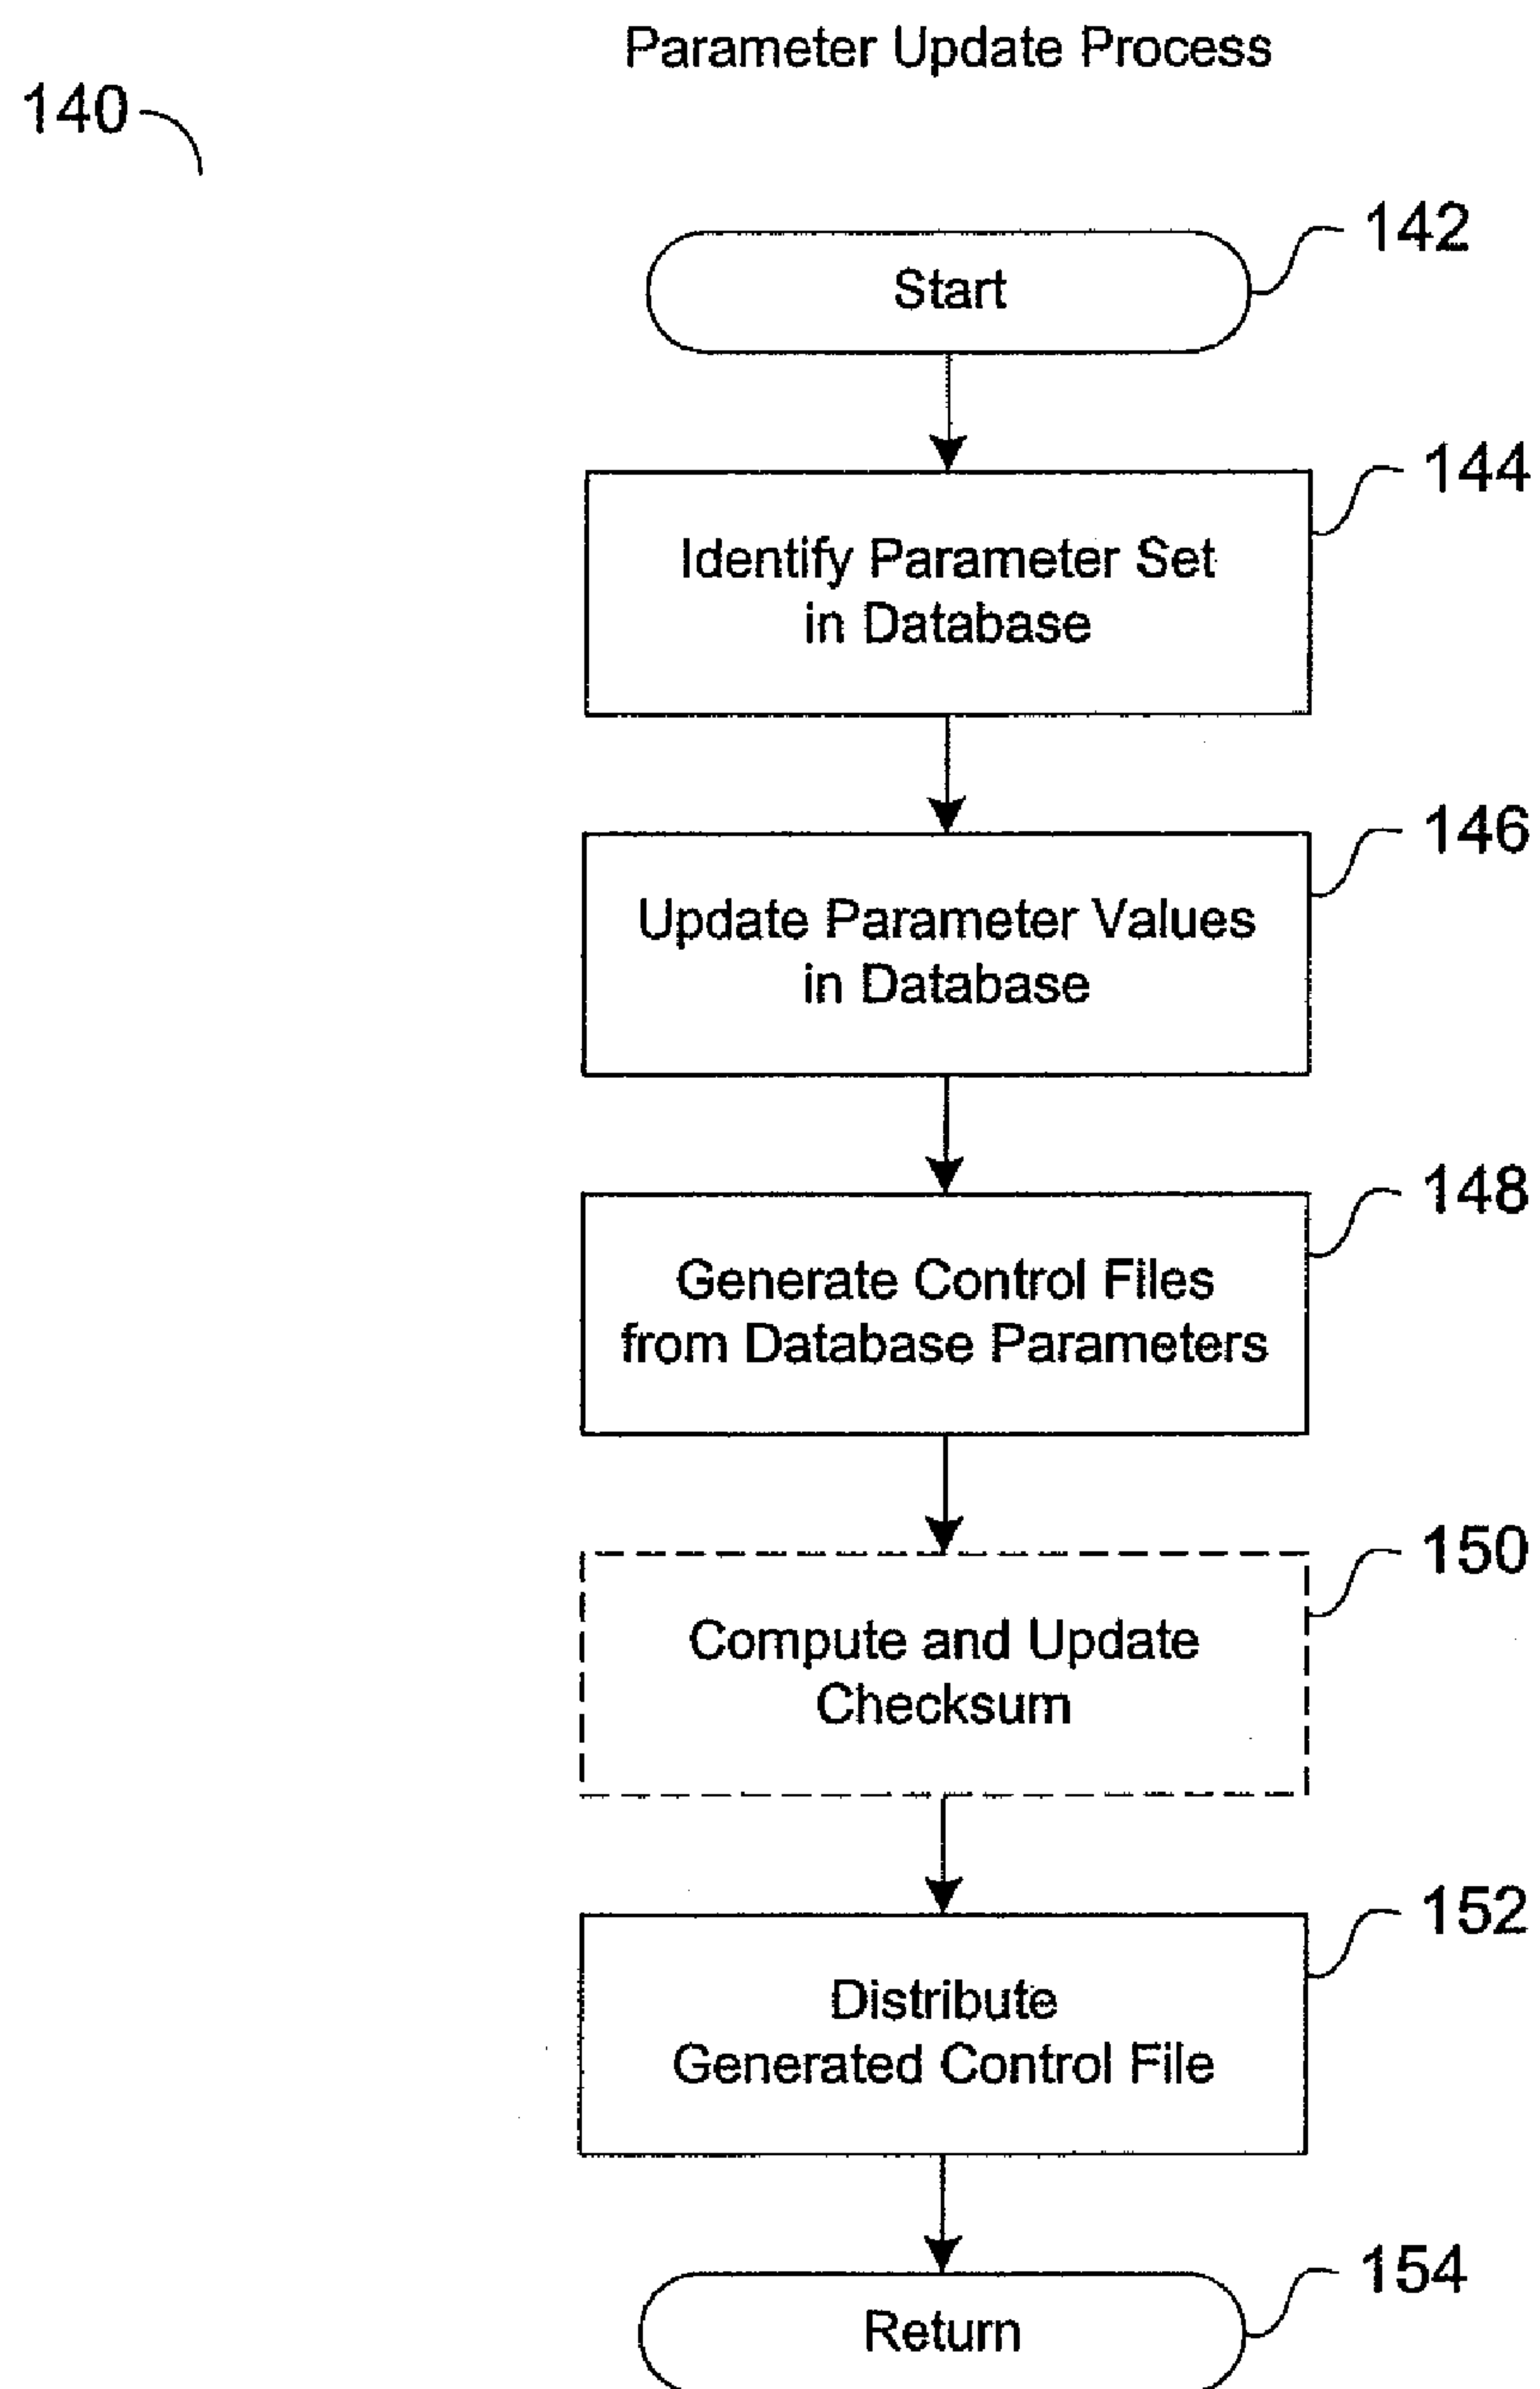 Parameter Update Process
140
142
Start
144
Identify Parameter Set
in Database
146
Update Parameter Values
in Database
148
Generate Control Files
from Database Parameters
150
Compute and Update
Checksum
152
Distribute
Generated Control File
154
Return